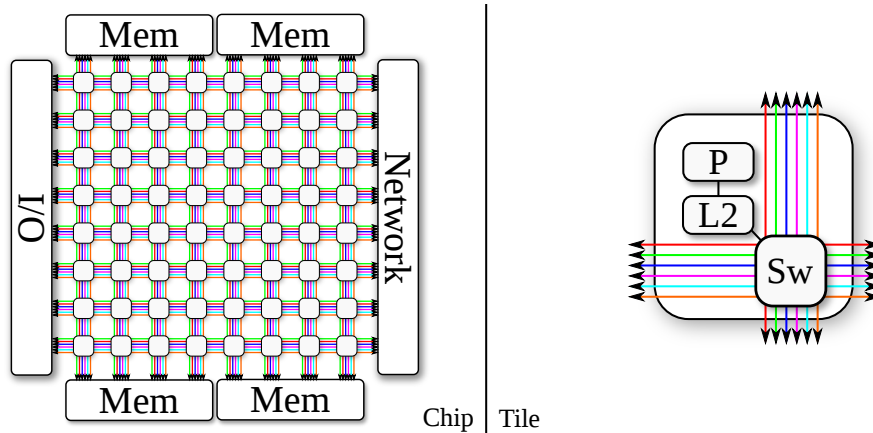 Mem Mem
I/O
Network
Mem Mem
Chip Tile
P
L2
Sw